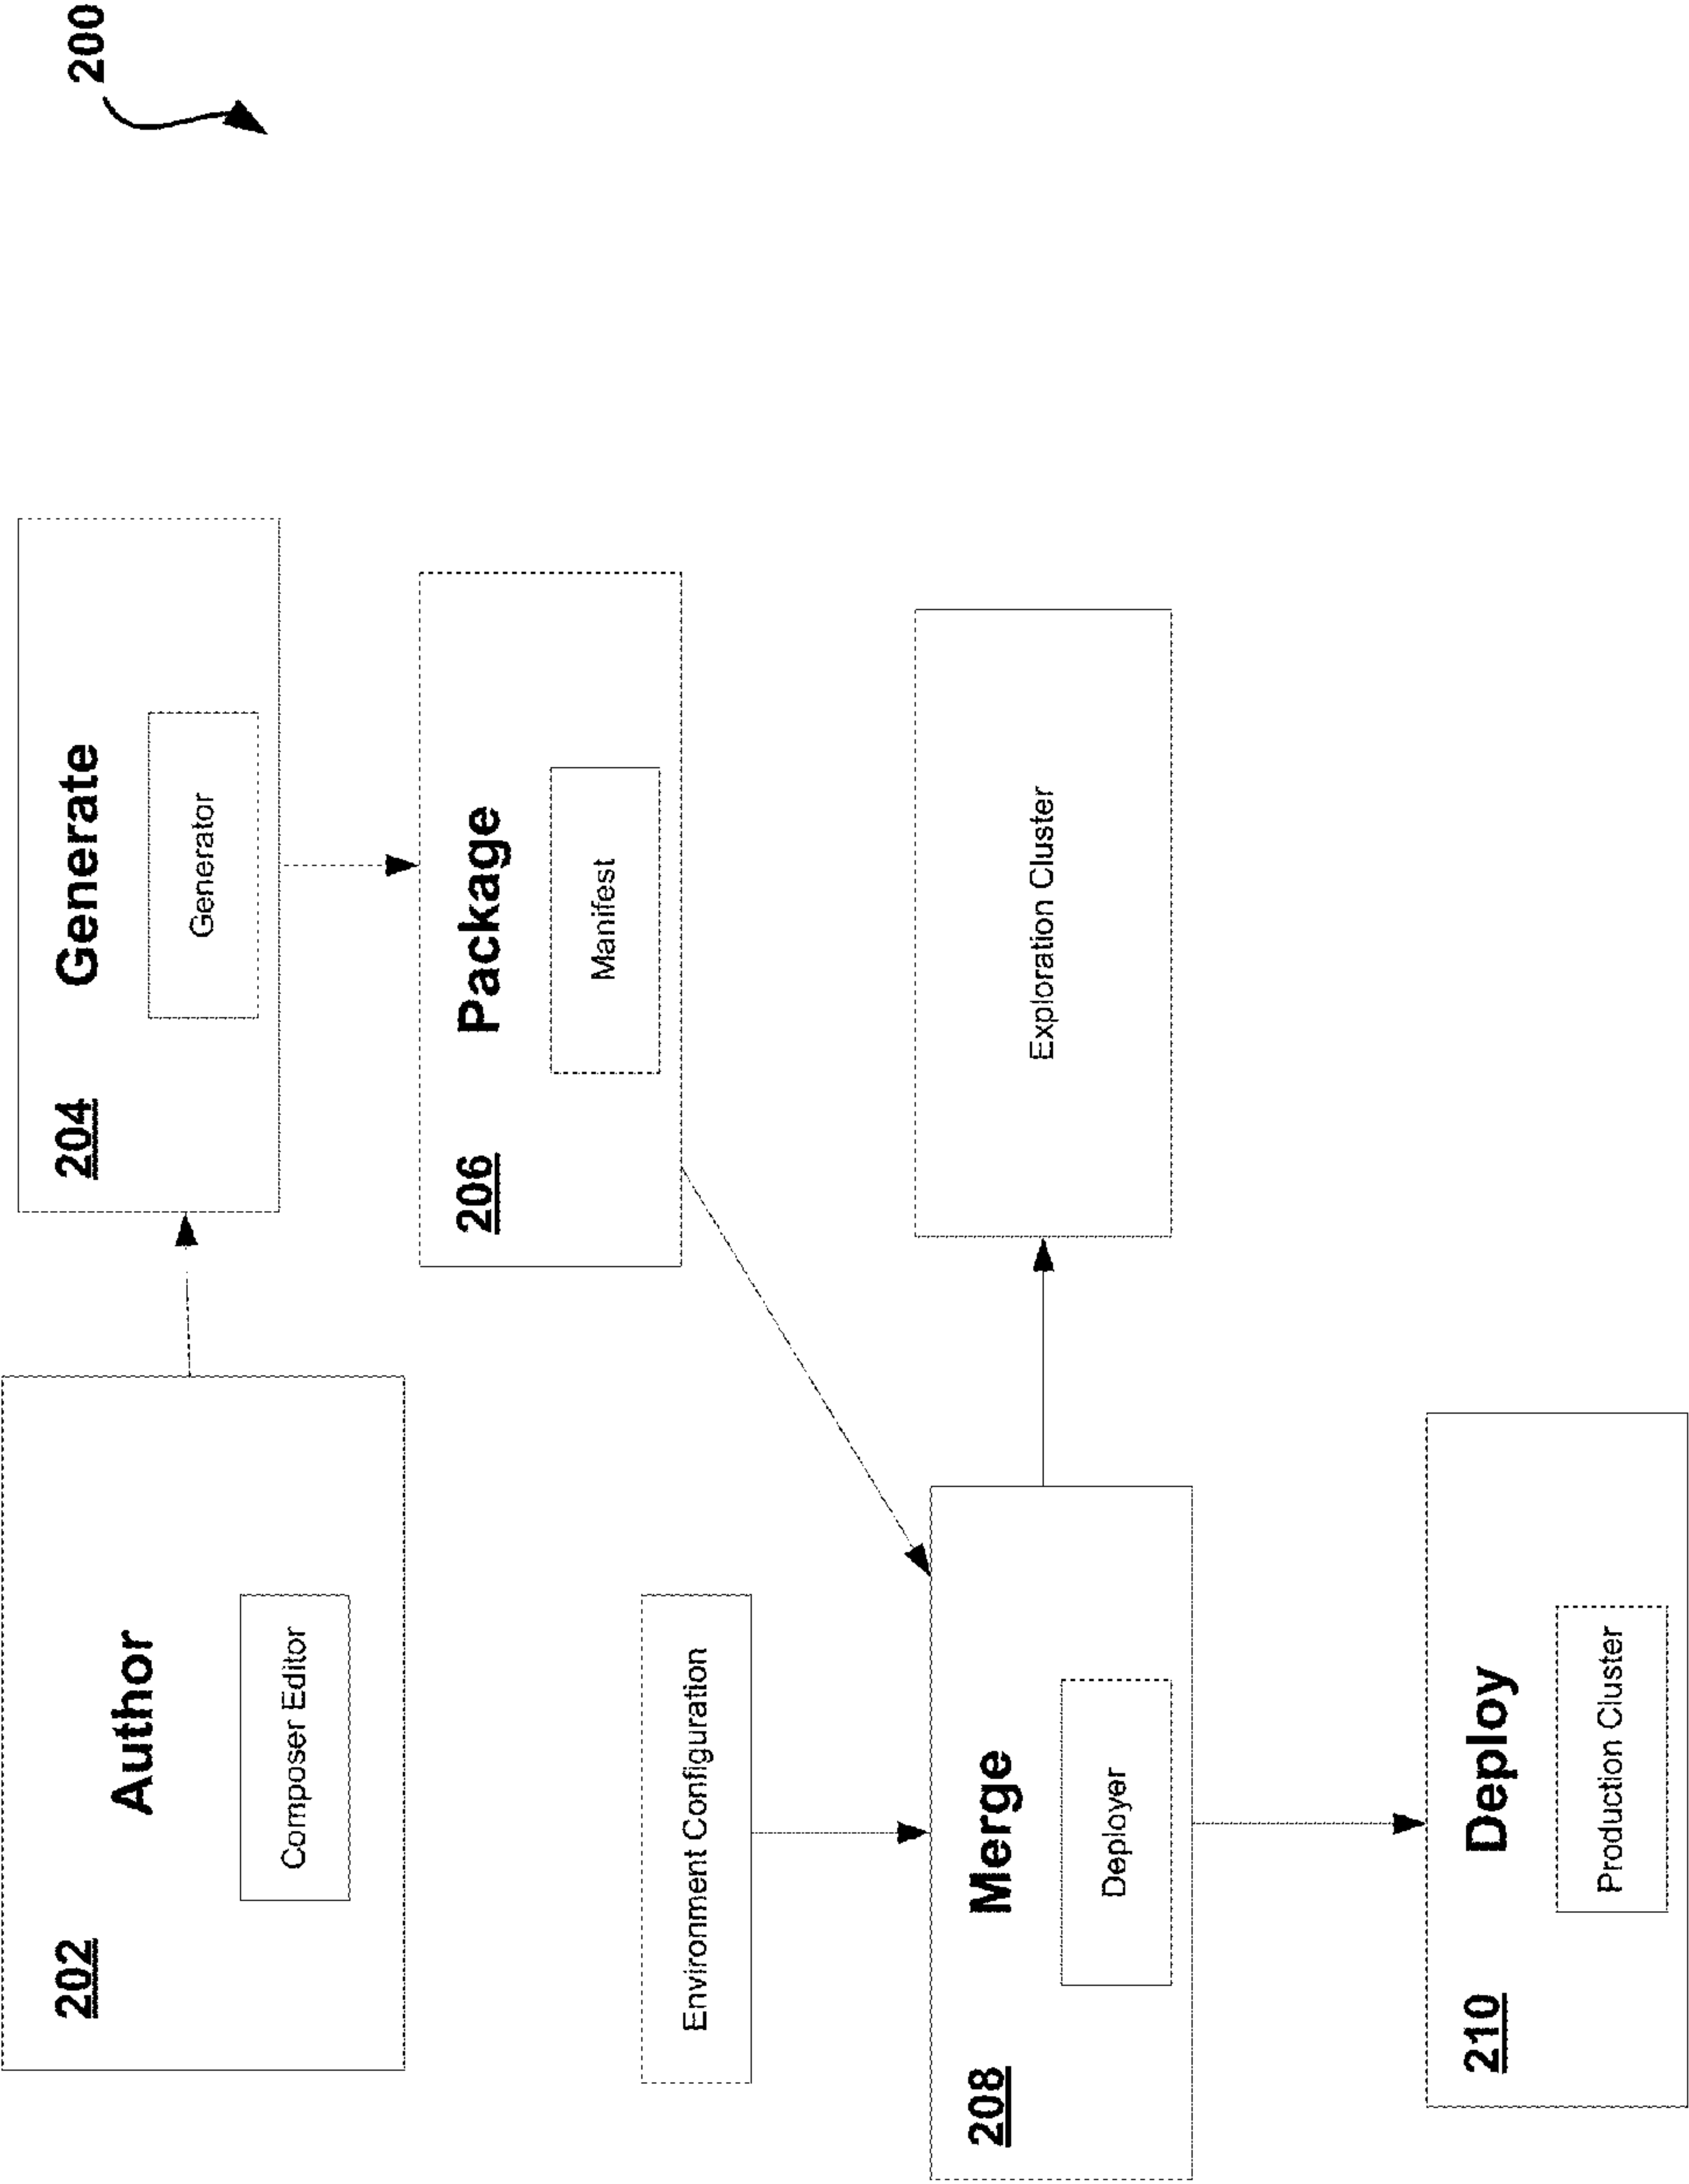 200
202
Author
Composer Editor
204
Generate
Generator
206
Package
Manifest
Environment Configuration
208
Merge
Deployer
Exploration Cluster
210
Deploy
Production Cluster